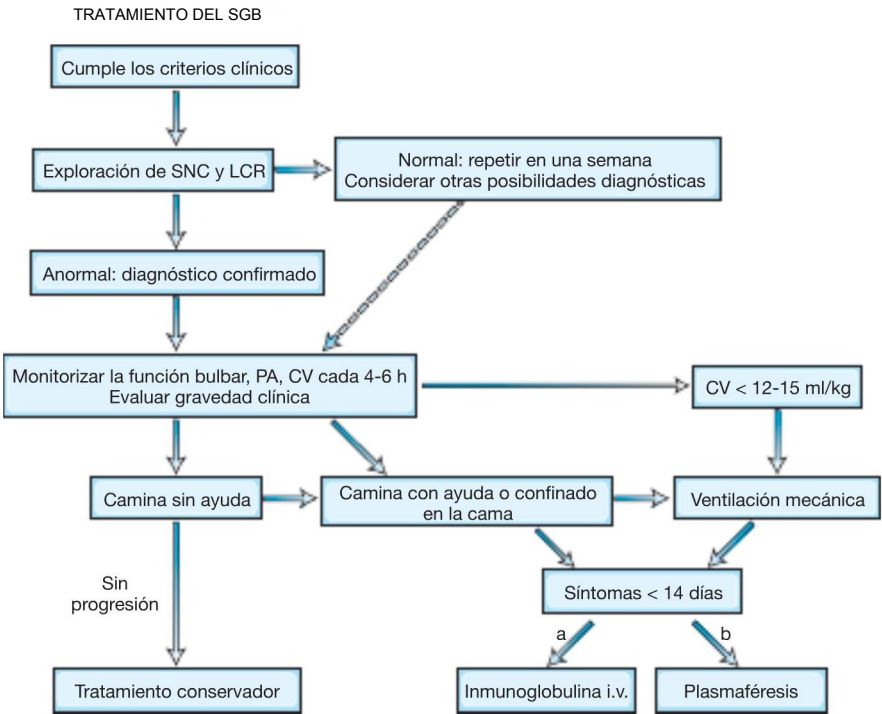 TRATAMIENTO DEL SGB
Cumple los criterios clínicos
Exploración de SNC y LCR
Normal: repetir en una semana
Considerar otras posibilidades diagnósticas
Anormal: diagnóstico confirmado
Monitorizar la función bulbar, PA, CV cada 4-6 h
Evaluar gravedad clínica
CV < 12-15 ml/kg
Camina sin ayuda
Camina con ayuda o confinado
en la cama
Ventilación mecánica
Sin
progresión
Síntomas < 14 días
a
b
Tratamiento conservador
Inmunoglobulina i.v.
Plasmaféresis